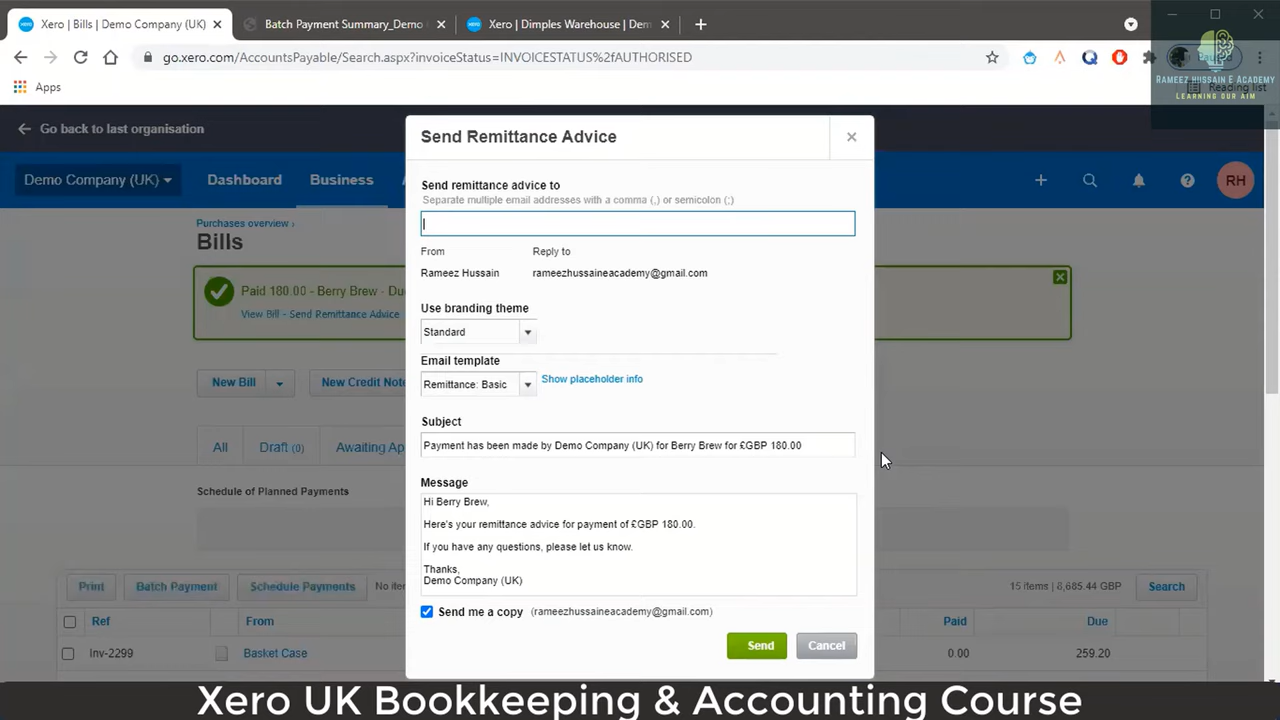 Xero | Bills | Demo Company (UK)
Batch Payment Summary_Demo
Xero | Dimples Warehouse | Dem
go.xero.com/AccountsPayable/Search.aspx?invoiceStatus=INVOICESTATUS%2fAUTHORISED
RAMEEZ HUSSAIN E ACADEMY
LEARNING OUR AIM
Apps
Reading list
Go back to last organisation
Demo Company (UK)
Dashboard
Business
RH
Purchases overview ›
Bills
Paid 180.00 - Berry Brew - Du
View Bill - Send Remittance Advice
New Bill
New Credit Note
All
Draft (0)
Awaiting Ap
Schedule of Planned Payments
Print
Batch Payment
Schedule Payments
No ite
15 items | 8,685.44 GBP
Search
Ref
From
Paid
Due
Inv-2299
Basket Case
0.00
259.20
Send Remittance Advice
Send remittance advice to
Separate multiple email addresses with a comma (,) or semicolon (;)
From
Reply to
Rameez Hussain
rameezhussaineacademy@gmail.com
Use branding theme
Standard
Email template
Remittance: Basic
Show placeholder info
Subject
Payment has been made by Demo Company (UK) for Berry Brew for £GBP 180.00
Message
Hi Berry Brew,
Here's your remittance advice for payment of £GBP 180.00.
If you have any questions, please let us know.
Thanks,
Demo Company (UK)
Send me a copy (rameezhussaineacademy@gmail.com)
Send
Cancel
Xero UK Bookkeeping & Accounting Course